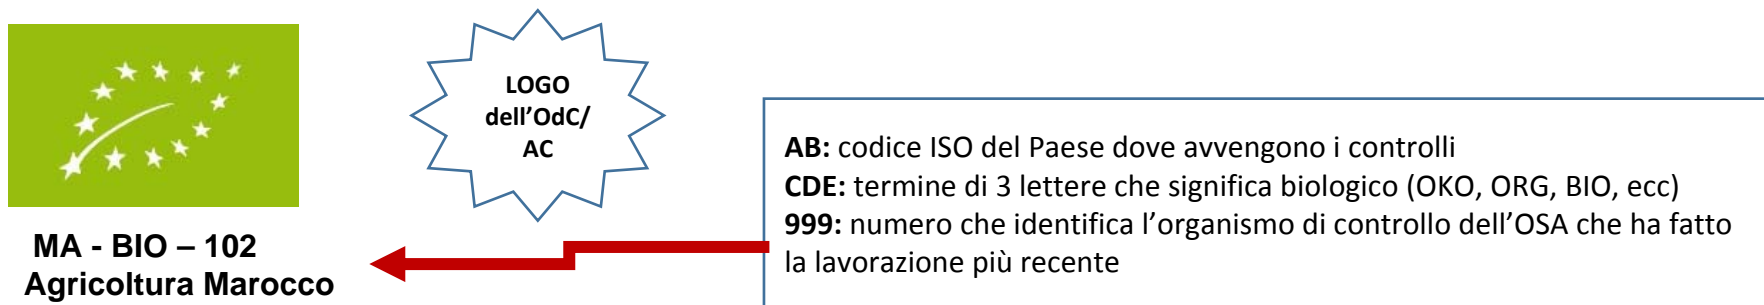 LOGO
dell’OdC/
AC
MA - BIO – 102
Agricoltura Marocco
AB: codice ISO del Paese dove avvengono i controlli
CDE: termine di 3 lettere che significa biologico (OKO, ORG, BIO, ecc)
999: numero che identifica l’organismo di controllo dell’OSA che ha fatto
la lavorazione più recente